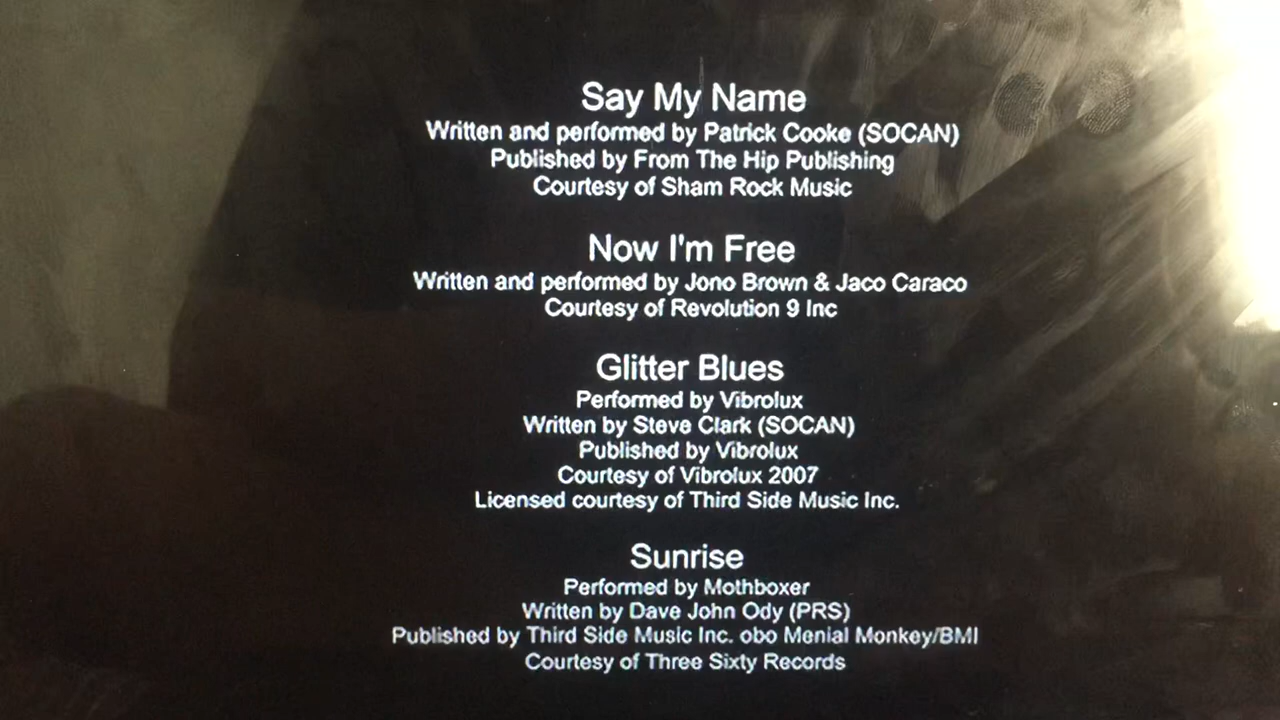 Say My Name
Written and performed by Patrick Cooke (SOCAN)
Published by From The Hip Publishing
Courtesy of Sham Rock Music
Now I'm Free
Written and performed by Jono Brown & Jaco Caraco
Courtesy of Revolution 9 Inc
Glitter Blues
Performed by Vibrolux
Written by Steve Clark (SOCAN)
Published by Vibrolux
Courtesy of Vibrolux 2007
Licensed courtesy of Third Side Music Inc.
Sunrise
Performed by Mothboxer
Written by Dave John Ody (PRS)
Published by Third Side Music Inc. obo Menial Monkey/BMI
Courtesy of Three Sixty Records